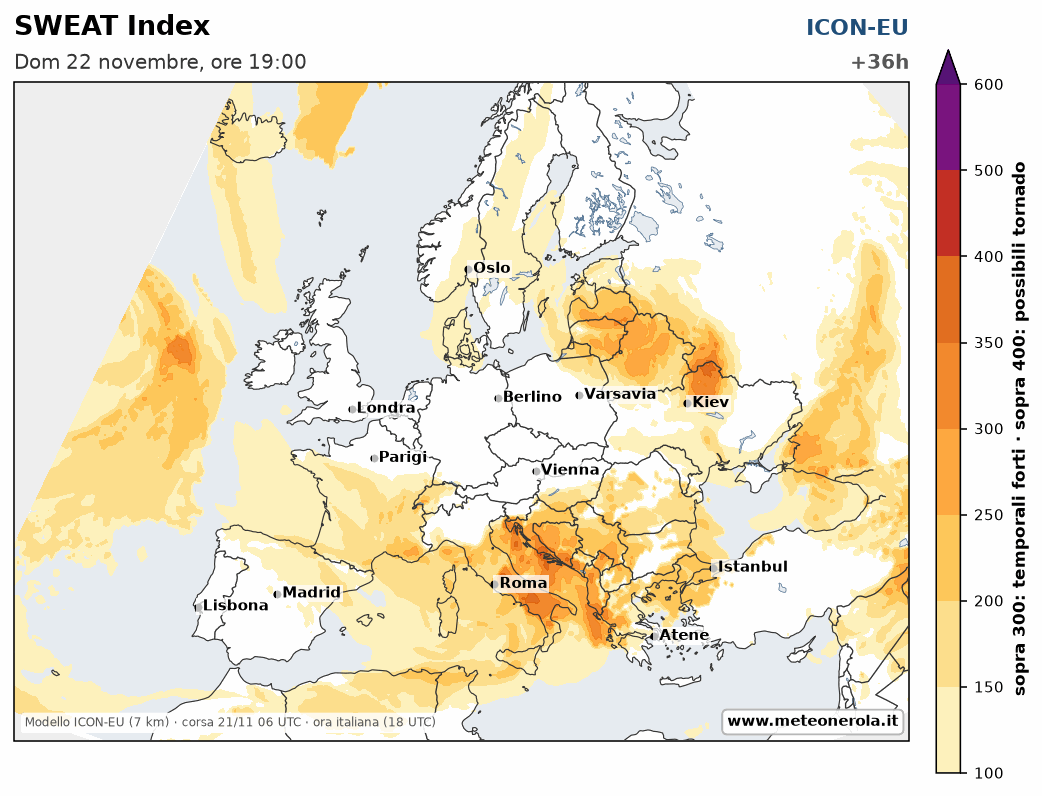 SWEAT Index
ICON-EU
Dom 22 novembre, ore 19:00
+36h
600
500
400
350
300
250
200
150
100
sopra 300: temporali forti · sopra 400: possibili tornado
Oslo
Berlino
Varsavia
Kiev
Londra
Parigi
Vienna
Istanbul
Roma
Madrid
Lisbona
Atene
Modello ICON-EU (7 km) · corsa 21/11 06 UTC · ora italiana (18 UTC)
www.meteonerola.it